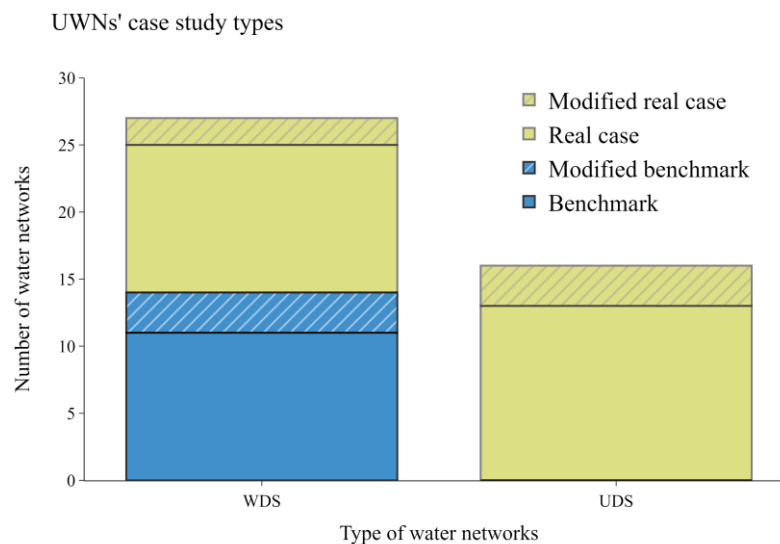 UWNs' case study types
30
25
20
15
10
5
0
Number of water networks
Modified real case
Real case
Modified benchmark
Benchmark
WDS
UDS
Type of water networks